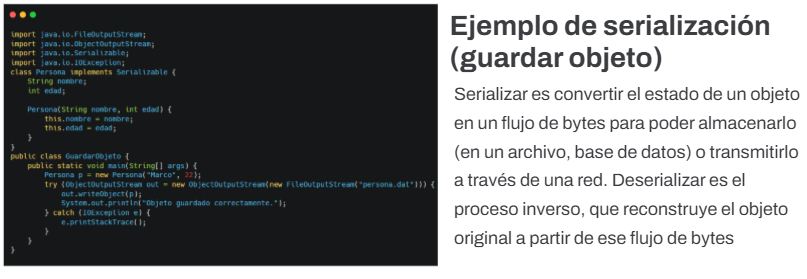 import java.io.FileOutputStream;
import java.io.ObjectOutputStream;
import java.io.Serializable;
import java.io.IOException;
class Persona implements Serializable {
    String nombre;
    int edad;

    Persona(String nombre, int edad) {
        this.nombre = nombre;
        this.edad = edad;
    }
}
public class GuardarObjeto {
    public static void main(String[] args) {
        Persona p = new Persona("Marco", 22);
        try (ObjectOutputStream out = new ObjectOutputStream(new FileOutputStream("persona.dat"))) {
            out.writeObject(p);
            System.out.println("Objeto guardado correctamente.");
        } catch (IOException e) {
            e.printStackTrace();
        }
    }
}
Ejemplo de serialización
(guardar objeto)
Serializar es convertir el estado de un objeto
en un flujo de bytes para poder almacenarlo
(en un archivo, base de datos) o transmitirlo
a través de una red. Deserializar es el
proceso inverso, que reconstruye el objeto
original a partir de ese flujo de bytes